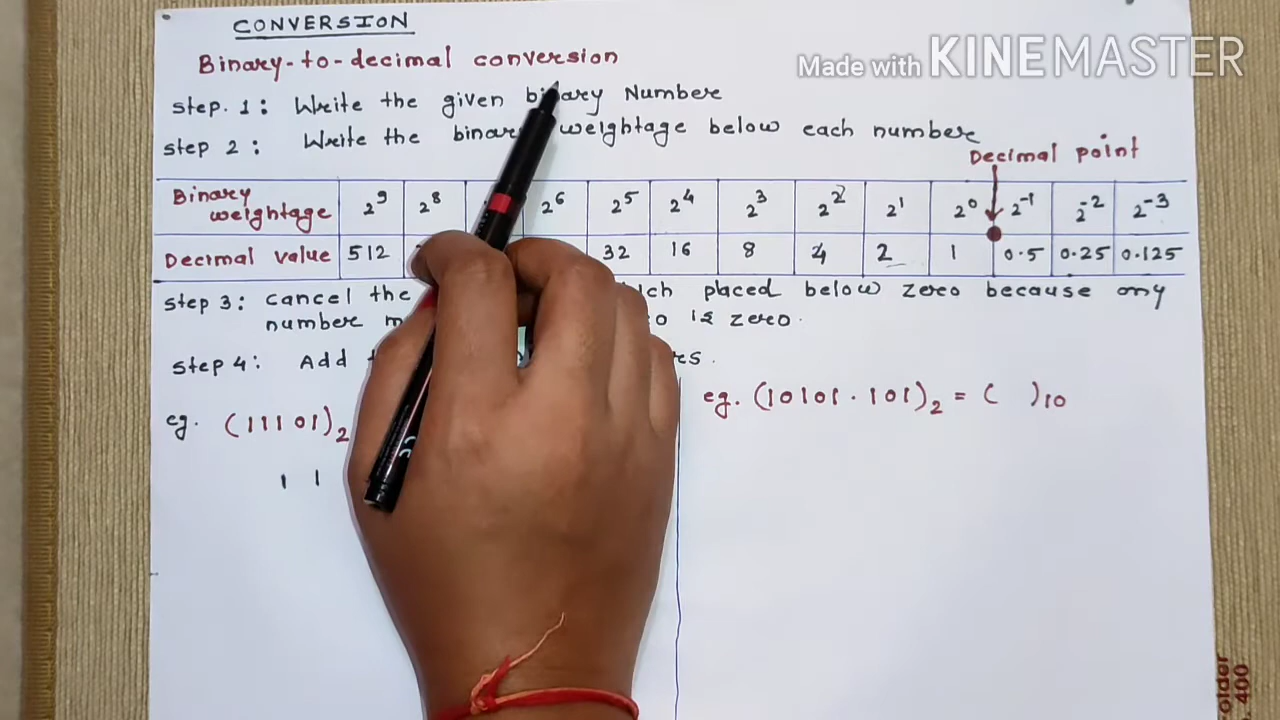 CONVERSION
Made with KINEMASTER
Binary-to-decimal conversion
Step.1: Write the given binary Number
Step 2: Write the binary weightage below each number
Decimal point
Binary weightage 2⁹ 2⁸ 2⁶ 2⁵ 2⁴ 2³ 2² 2¹ 2⁰ 2⁻¹ 2⁻² 2⁻³
Decimal value 512 32 16 8 4 2 1 0.5 0.25 0.125
Step 3: Cancel the placed below zero because any
number is zero.
Step 4: Add
eg. (11101)₂
eg. (10101.101)₂ = ( )₁₀
1 1
older
400